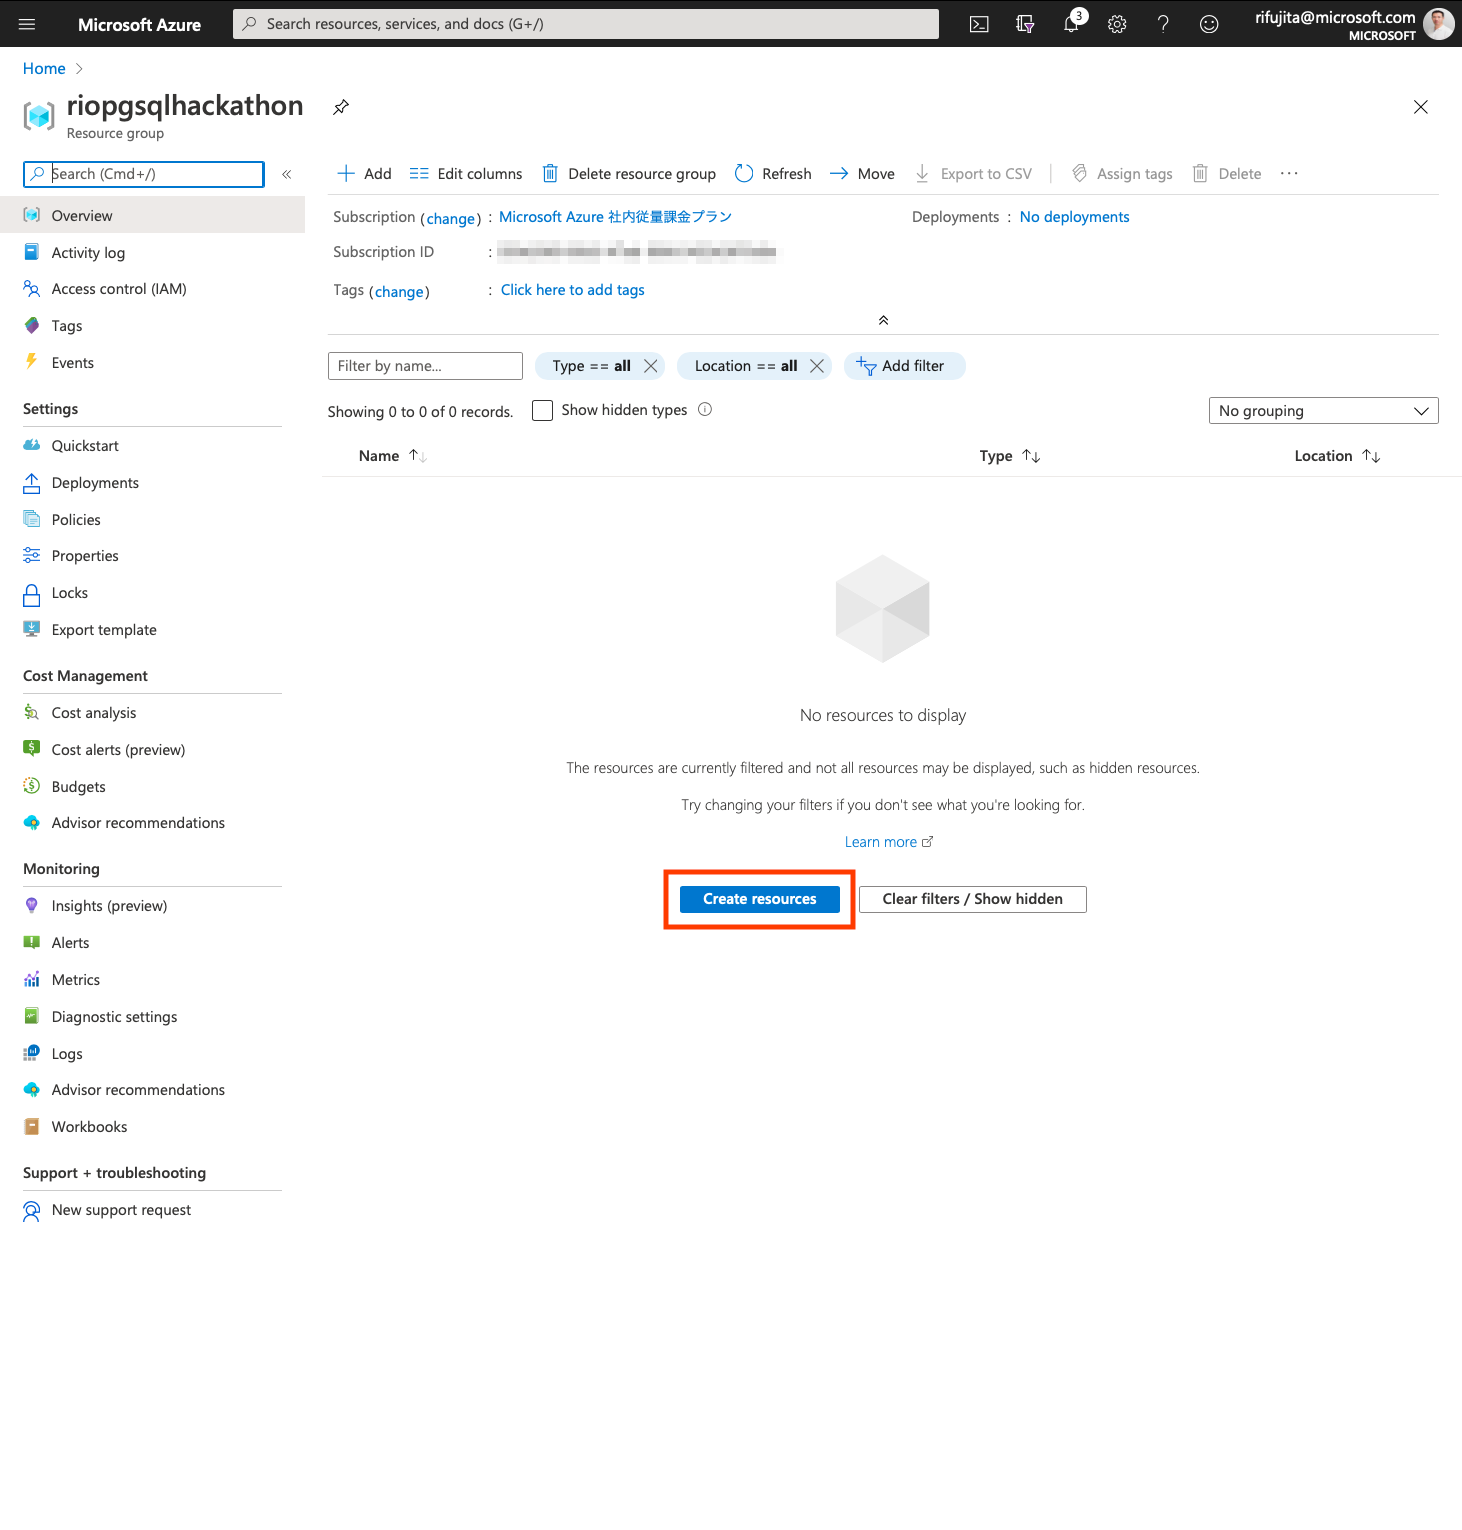 Microsoft Azure
Search resources, services, and docs (G+/)
3
rifujita@microsoft.com
MICROSOFT
Home
riopgsqlhackathon
Resource group
Search (Cmd+/)
Add
Edit columns
Delete resource group
Refresh
Move
Export to CSV
Assign tags
Delete
Overview
Activity log
Access control (IAM)
Tags
Events
Settings
Quickstart
Deployments
Policies
Properties
Locks
Export template
Cost Management
Cost analysis
Cost alerts (preview)
Budgets
Advisor recommendations
Monitoring
Insights (preview)
Alerts
Metrics
Diagnostic settings
Logs
Advisor recommendations
Workbooks
Support + troubleshooting
New support request
Subscription (change) : Microsoft Azure 社内従量課金プラン
Deployments : No deployments
Subscription ID :
Tags (change) : Click here to add tags
Filter by name...
Type == all
Location == all
Add filter
Showing 0 to 0 of 0 records.
Show hidden types
No grouping
Name
Type
Location
No resources to display
The resources are currently filtered and not all resources may be displayed, such as hidden resources.
Try changing your filters if you don't see what you're looking for.
Learn more
Create resources
Clear filters / Show hidden